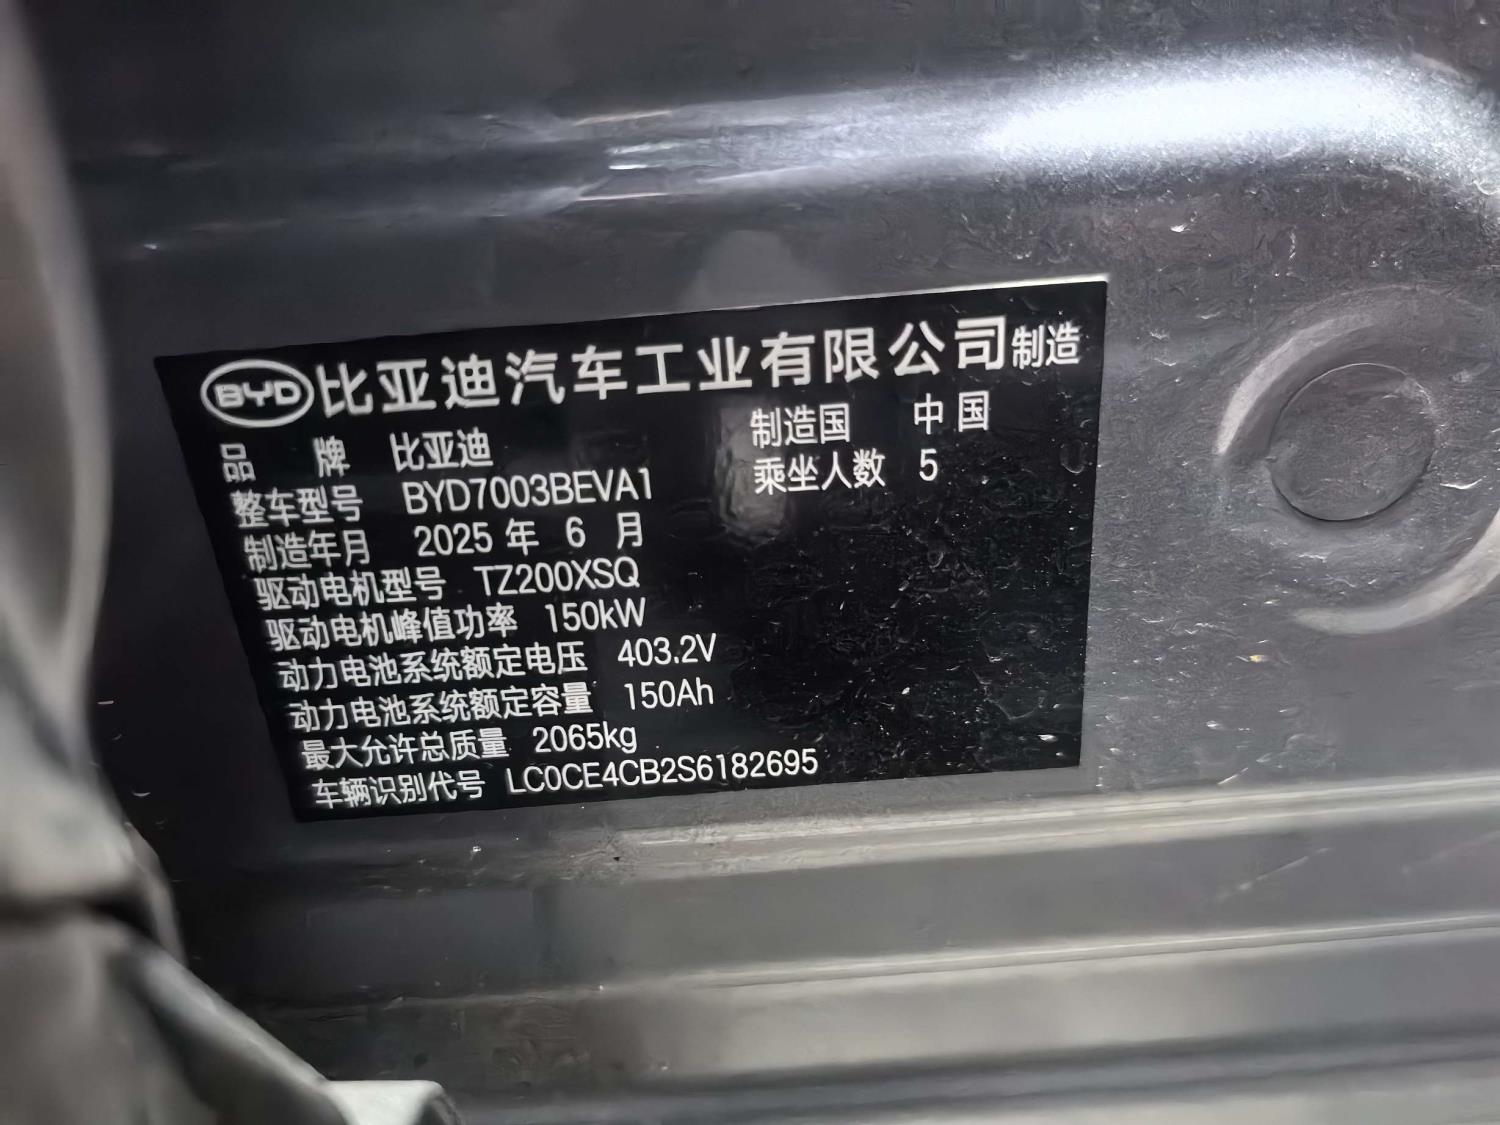 BYD 比亚迪汽车工业有限公司制造
品 牌 比亚迪 制造国 中国
整车型号 BYD7003BEVA1 乘坐人数 5
制造年月 2025 年 6 月
驱动电机型号 TZ200XSQ
驱动电机峰值功率 150kW
动力电池系统额定电压 403.2V
动力电池系统额定容量 150Ah
最大允许总质量 2065kg
车辆识别代号 LC0CE4CB2S6182695